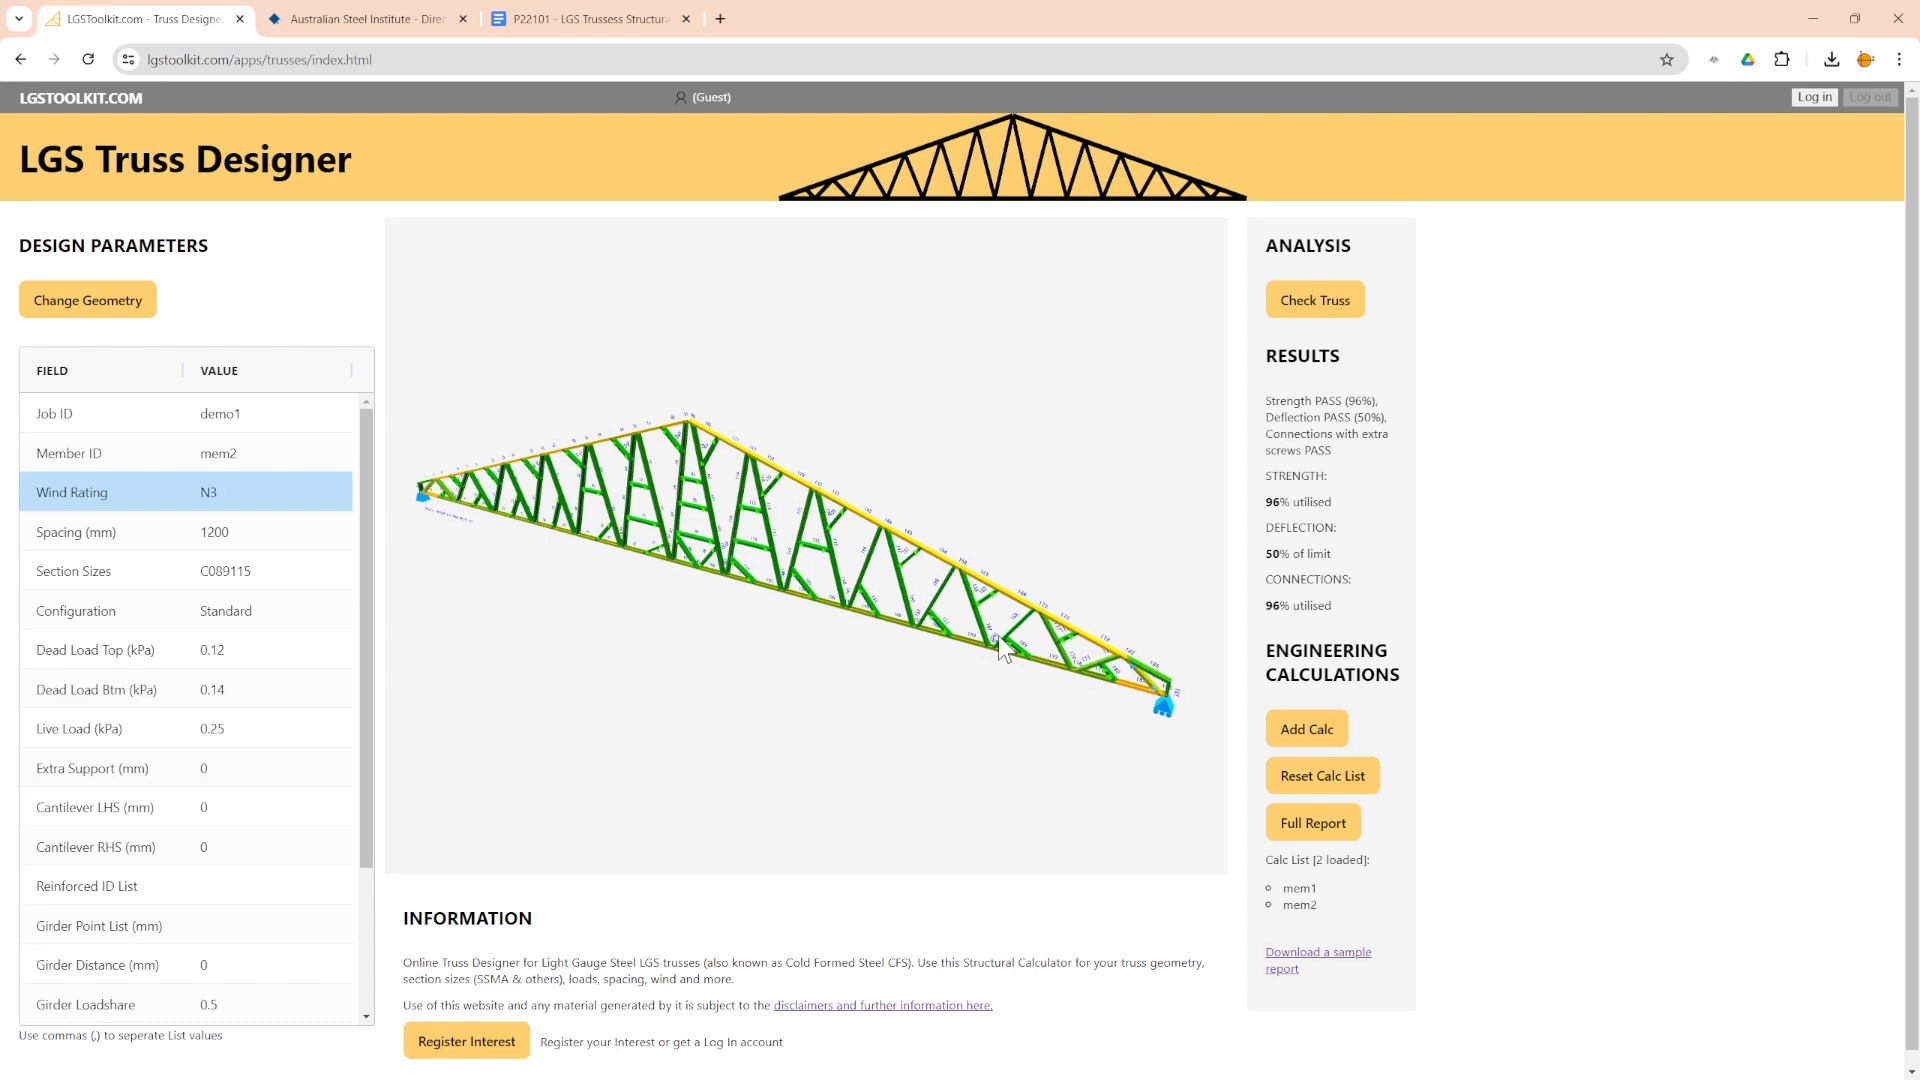 LGSToolkit.com - Truss Designe
Australian Steel Institute - Direc
P22101 - LGS Trussess Structura
lgstoolkit.com/apps/trusses/index.html
LGSTOOLKIT.COM
(Guest)
Log in
Log out
LGS Truss Designer
DESIGN PARAMETERS
Change Geometry
FIELD VALUE
Job ID demo1
Member ID mem2
Wind Rating N3
Spacing (mm) 1200
Section Sizes C089115
Configuration Standard
Dead Load Top (kPa) 0.12
Dead Load Btm (kPa) 0.14
Live Load (kPa) 0.25
Extra Support (mm) 0
Cantilever LHS (mm) 0
Cantilever RHS (mm) 0
Reinforced ID List
Girder Point List (mm)
Girder Distance (mm) 0
Girder Loadshare 0.5
Use commas (,) to seperate List values
INFORMATION
Online Truss Designer for Light Gauge Steel LGS trusses (also known as Cold Formed Steel CFS). Use this Structural Calculator for your truss geometry,
section sizes (SSMA & others), loads, spacing, wind and more.
Use of this website and any material generated by it is subject to the disclaimers and further information here.
Register Interest
Register your Interest or get a Log In account
ANALYSIS
Check Truss
RESULTS
Strength PASS (96%),
Deflection PASS (50%),
Connections with extra
screws PASS
STRENGTH:
96% utilised
DEFLECTION:
50% of limit
CONNECTIONS:
96% utilised
ENGINEERING
CALCULATIONS
Add Calc
Reset Calc List
Full Report
Calc List [2 loaded]:
mem1
mem2
Download a sample
report